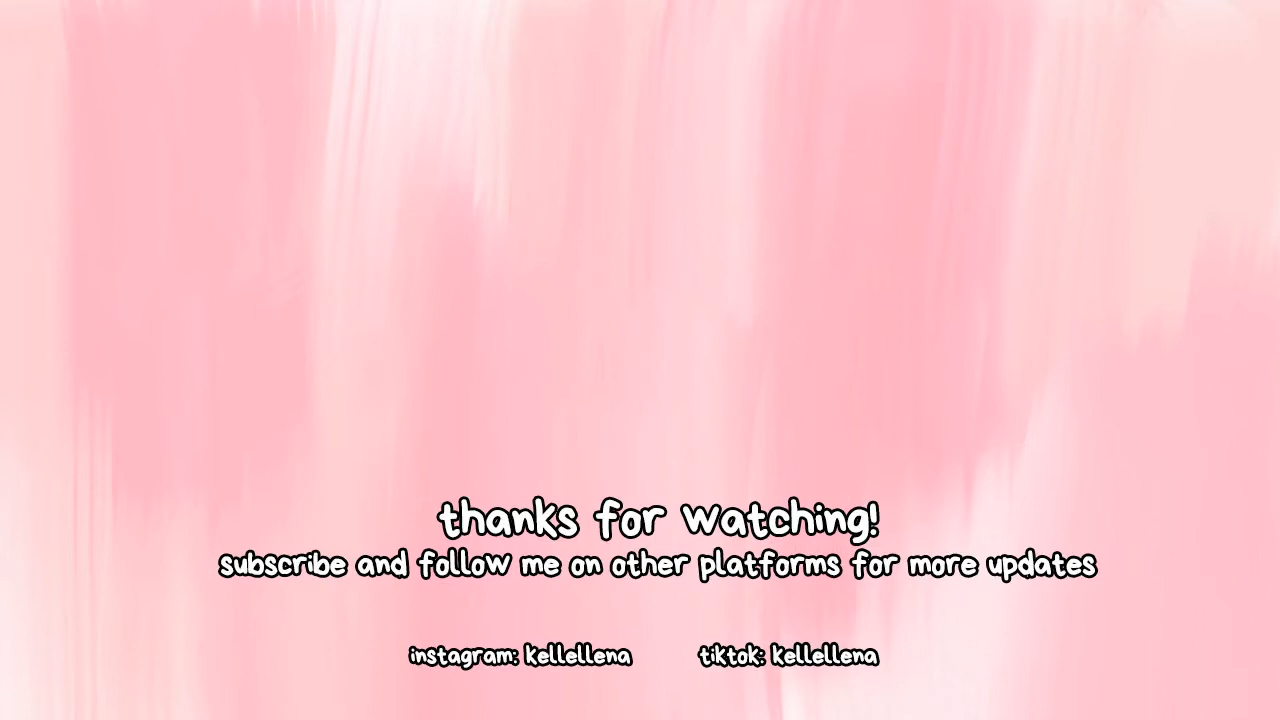 thanks for watching!
subscribe and follow me on other platforms for more updates
instagram: kellellena tiktok: kellellena